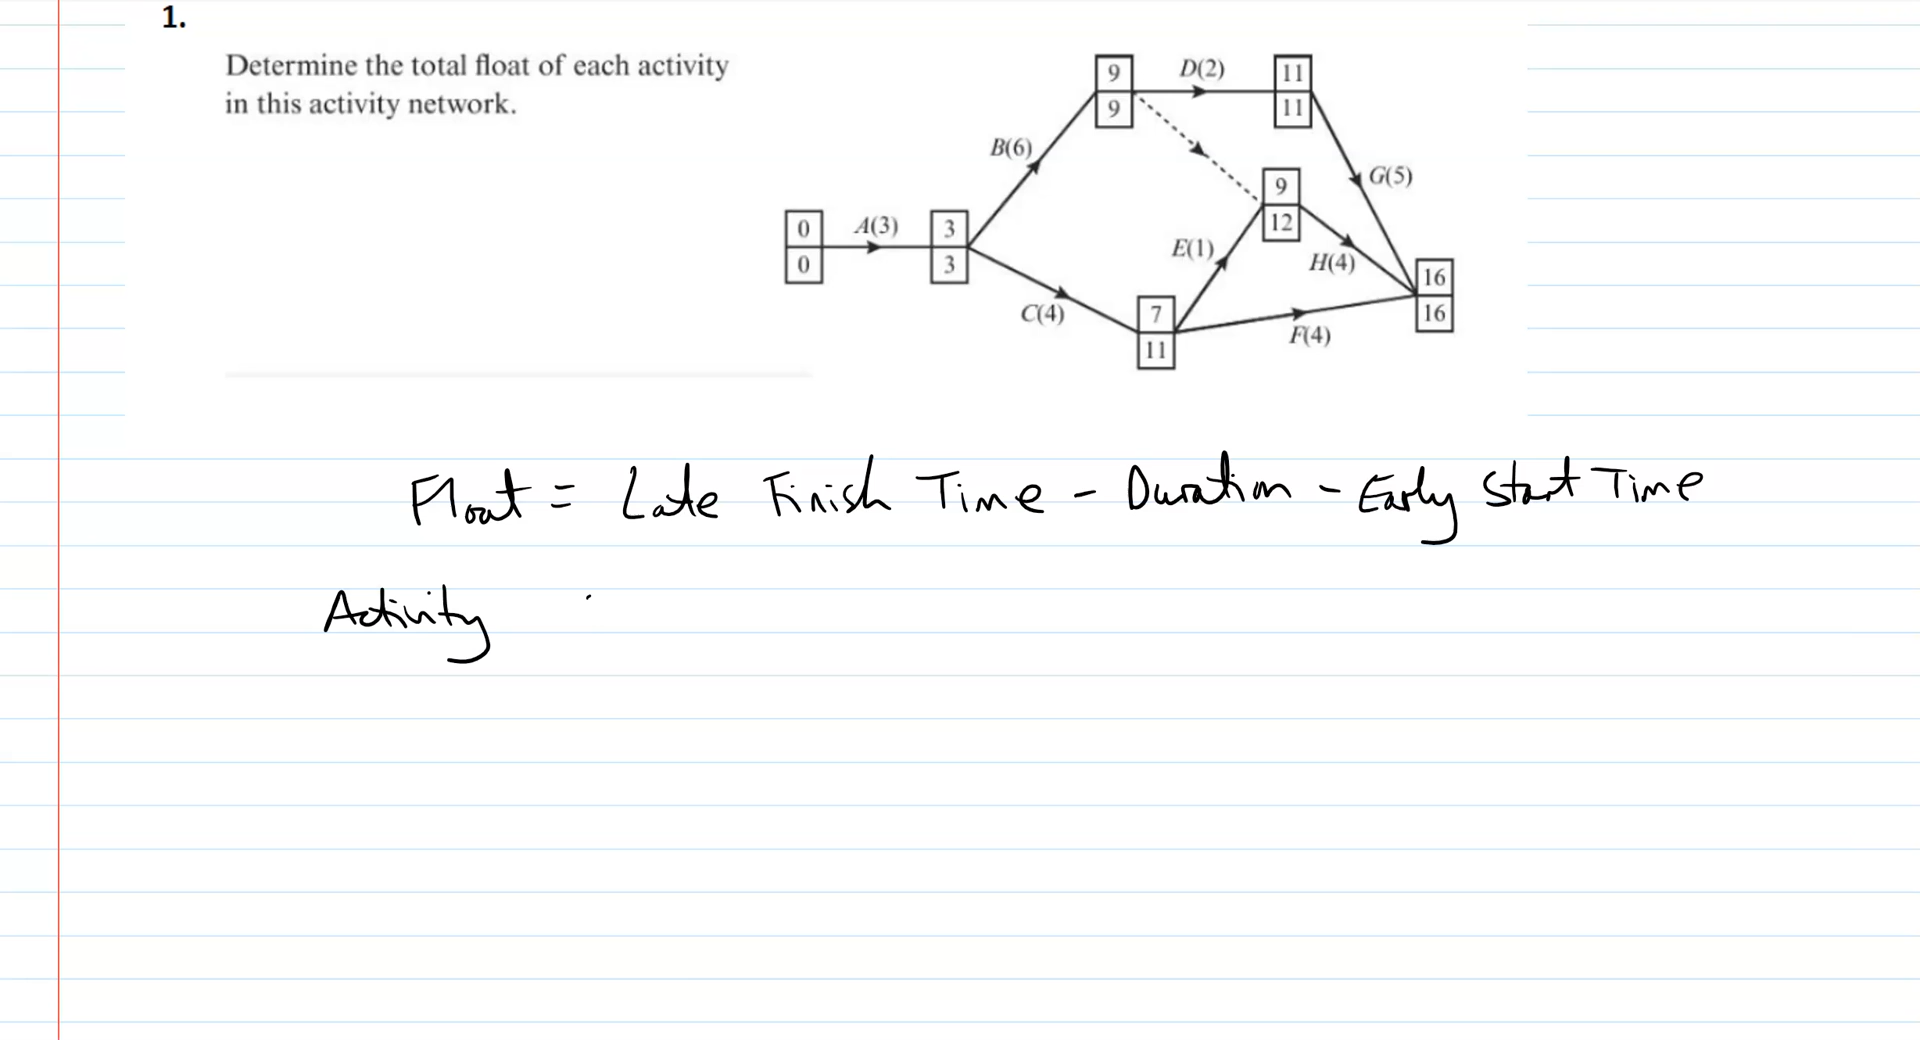 1.
Determine the total float of each activity
in this activity network.
9
9
D(2)
11
11
B(6)
G(5)
9
12
0
0
A(3)
3
3
E(1)
H(4)
16
16
C(4)
7
11
F(4)
Float = Late Finish Time - Duration - Early Start Time
Activity